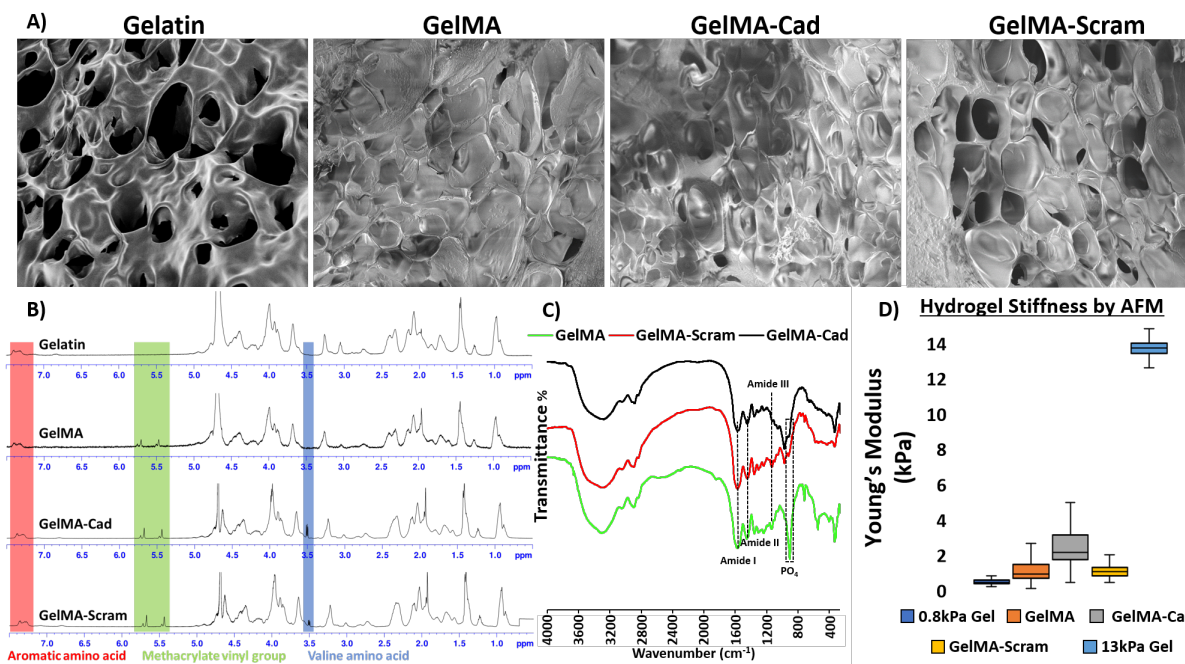 A)
Gelatin
GelMA
GelMA-Cad
GelMA-Scram
B)
Gelatin
7.0 6.5 6.0 5.5 5.0 4.5 4.0 3.5 3.0 2.5 2.0 1.5 1.0 ppm
GelMA
7.0 6.5 6.0 5.5 5.0 4.5 4.0 3.5 3.0 2.5 2.0 1.5 1.0 ppm
GelMA-Cad
7.0 6.5 6.0 5.5 5.0 4.5 4.0 3.5 3.0 2.5 2.0 1.5 1.0 ppm
GelMA-Scram
7.0 6.5 6.0 5.5 5.0 4.5 4.0 3.5 3.0 2.5 2.0 1.5 1.0 ppm
Aromatic amino acid
Methacrylate vinyl group
Valine amino acid
C)
GelMA
GelMA-Scram
GelMA-Cad
Transmittance %
Amide III
Amide II
Amide I
PO4
4000 3600 3200 2800 2400 2000 1600 1200 800 400
Wavenumber (cm-1)
D)
Hydrogel Stiffness by AFM
Young's Modulus
(kPa)
14
12
10
8
6
4
2
0
0.8kPa Gel
GelMA
GelMA-Ca
GelMA-Scram
13kPa Gel